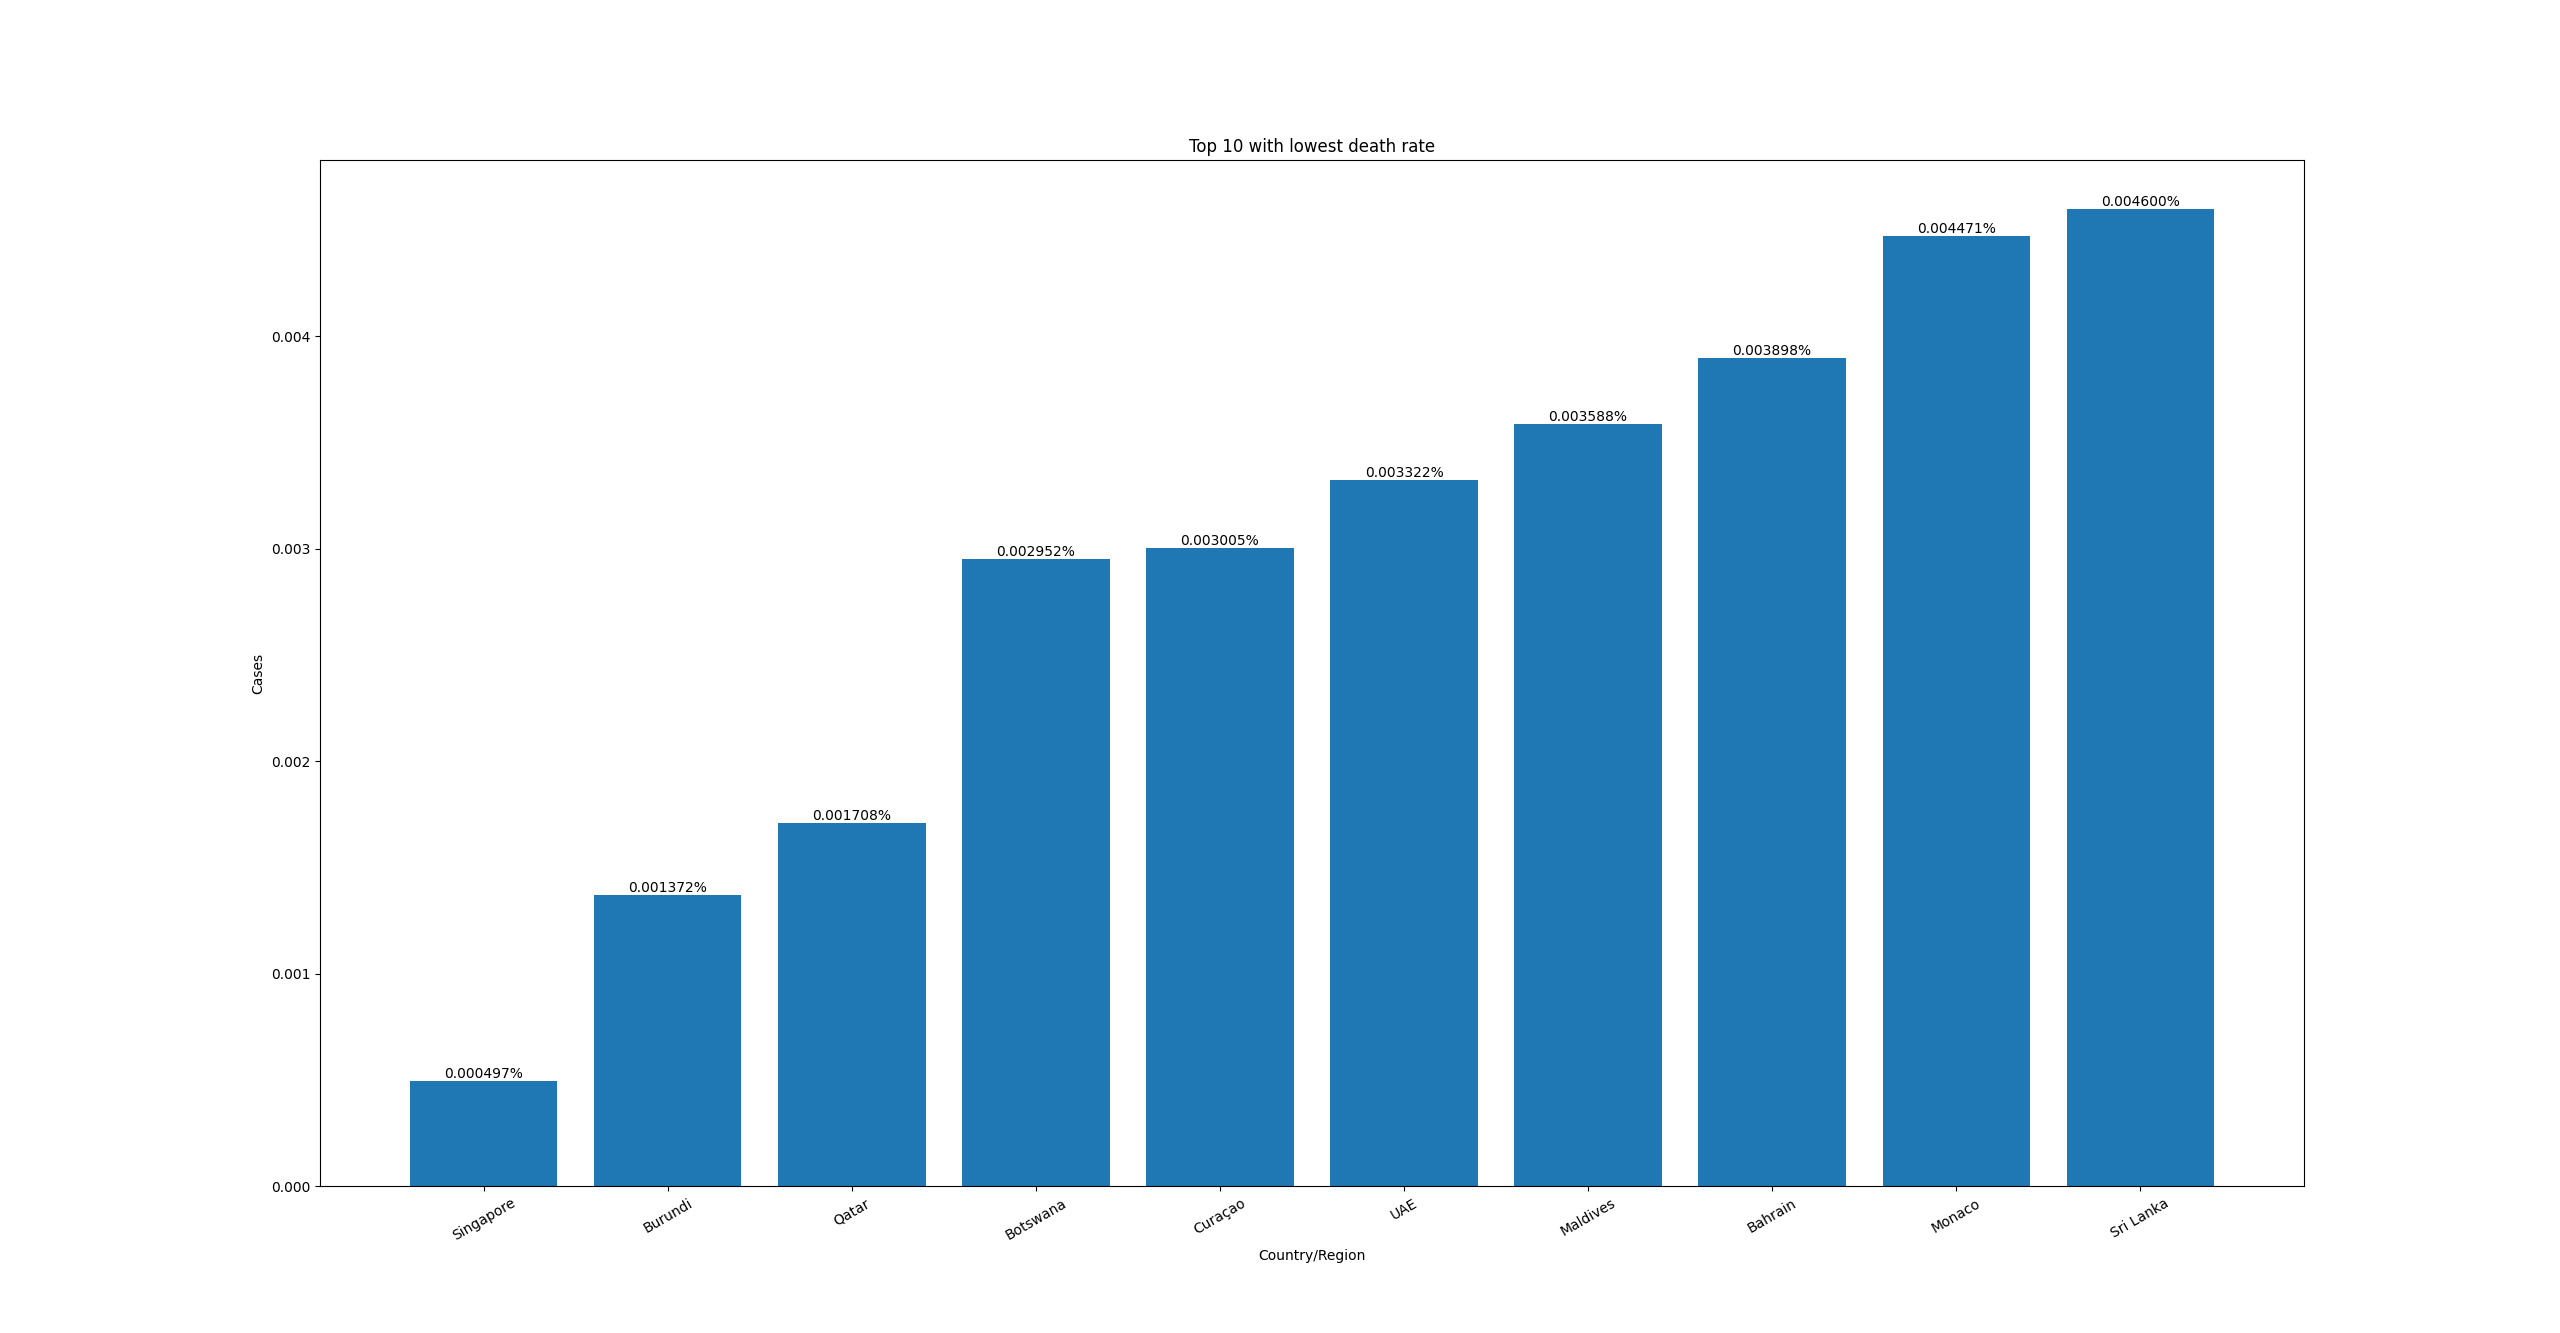 Top 10 with lowest death rate
0.004600%
0.004471%
0.003898%
0.003588%
0.003322%
0.003005%
0.002952%
0.001708%
0.001372%
0.000497%
0.004
0.003
0.002
0.001
0.000
Cases
Singapore
Burundi
Qatar
Botswana
Curaçao
UAE
Maldives
Bahrain
Monaco
Sri Lanka
Country/Region